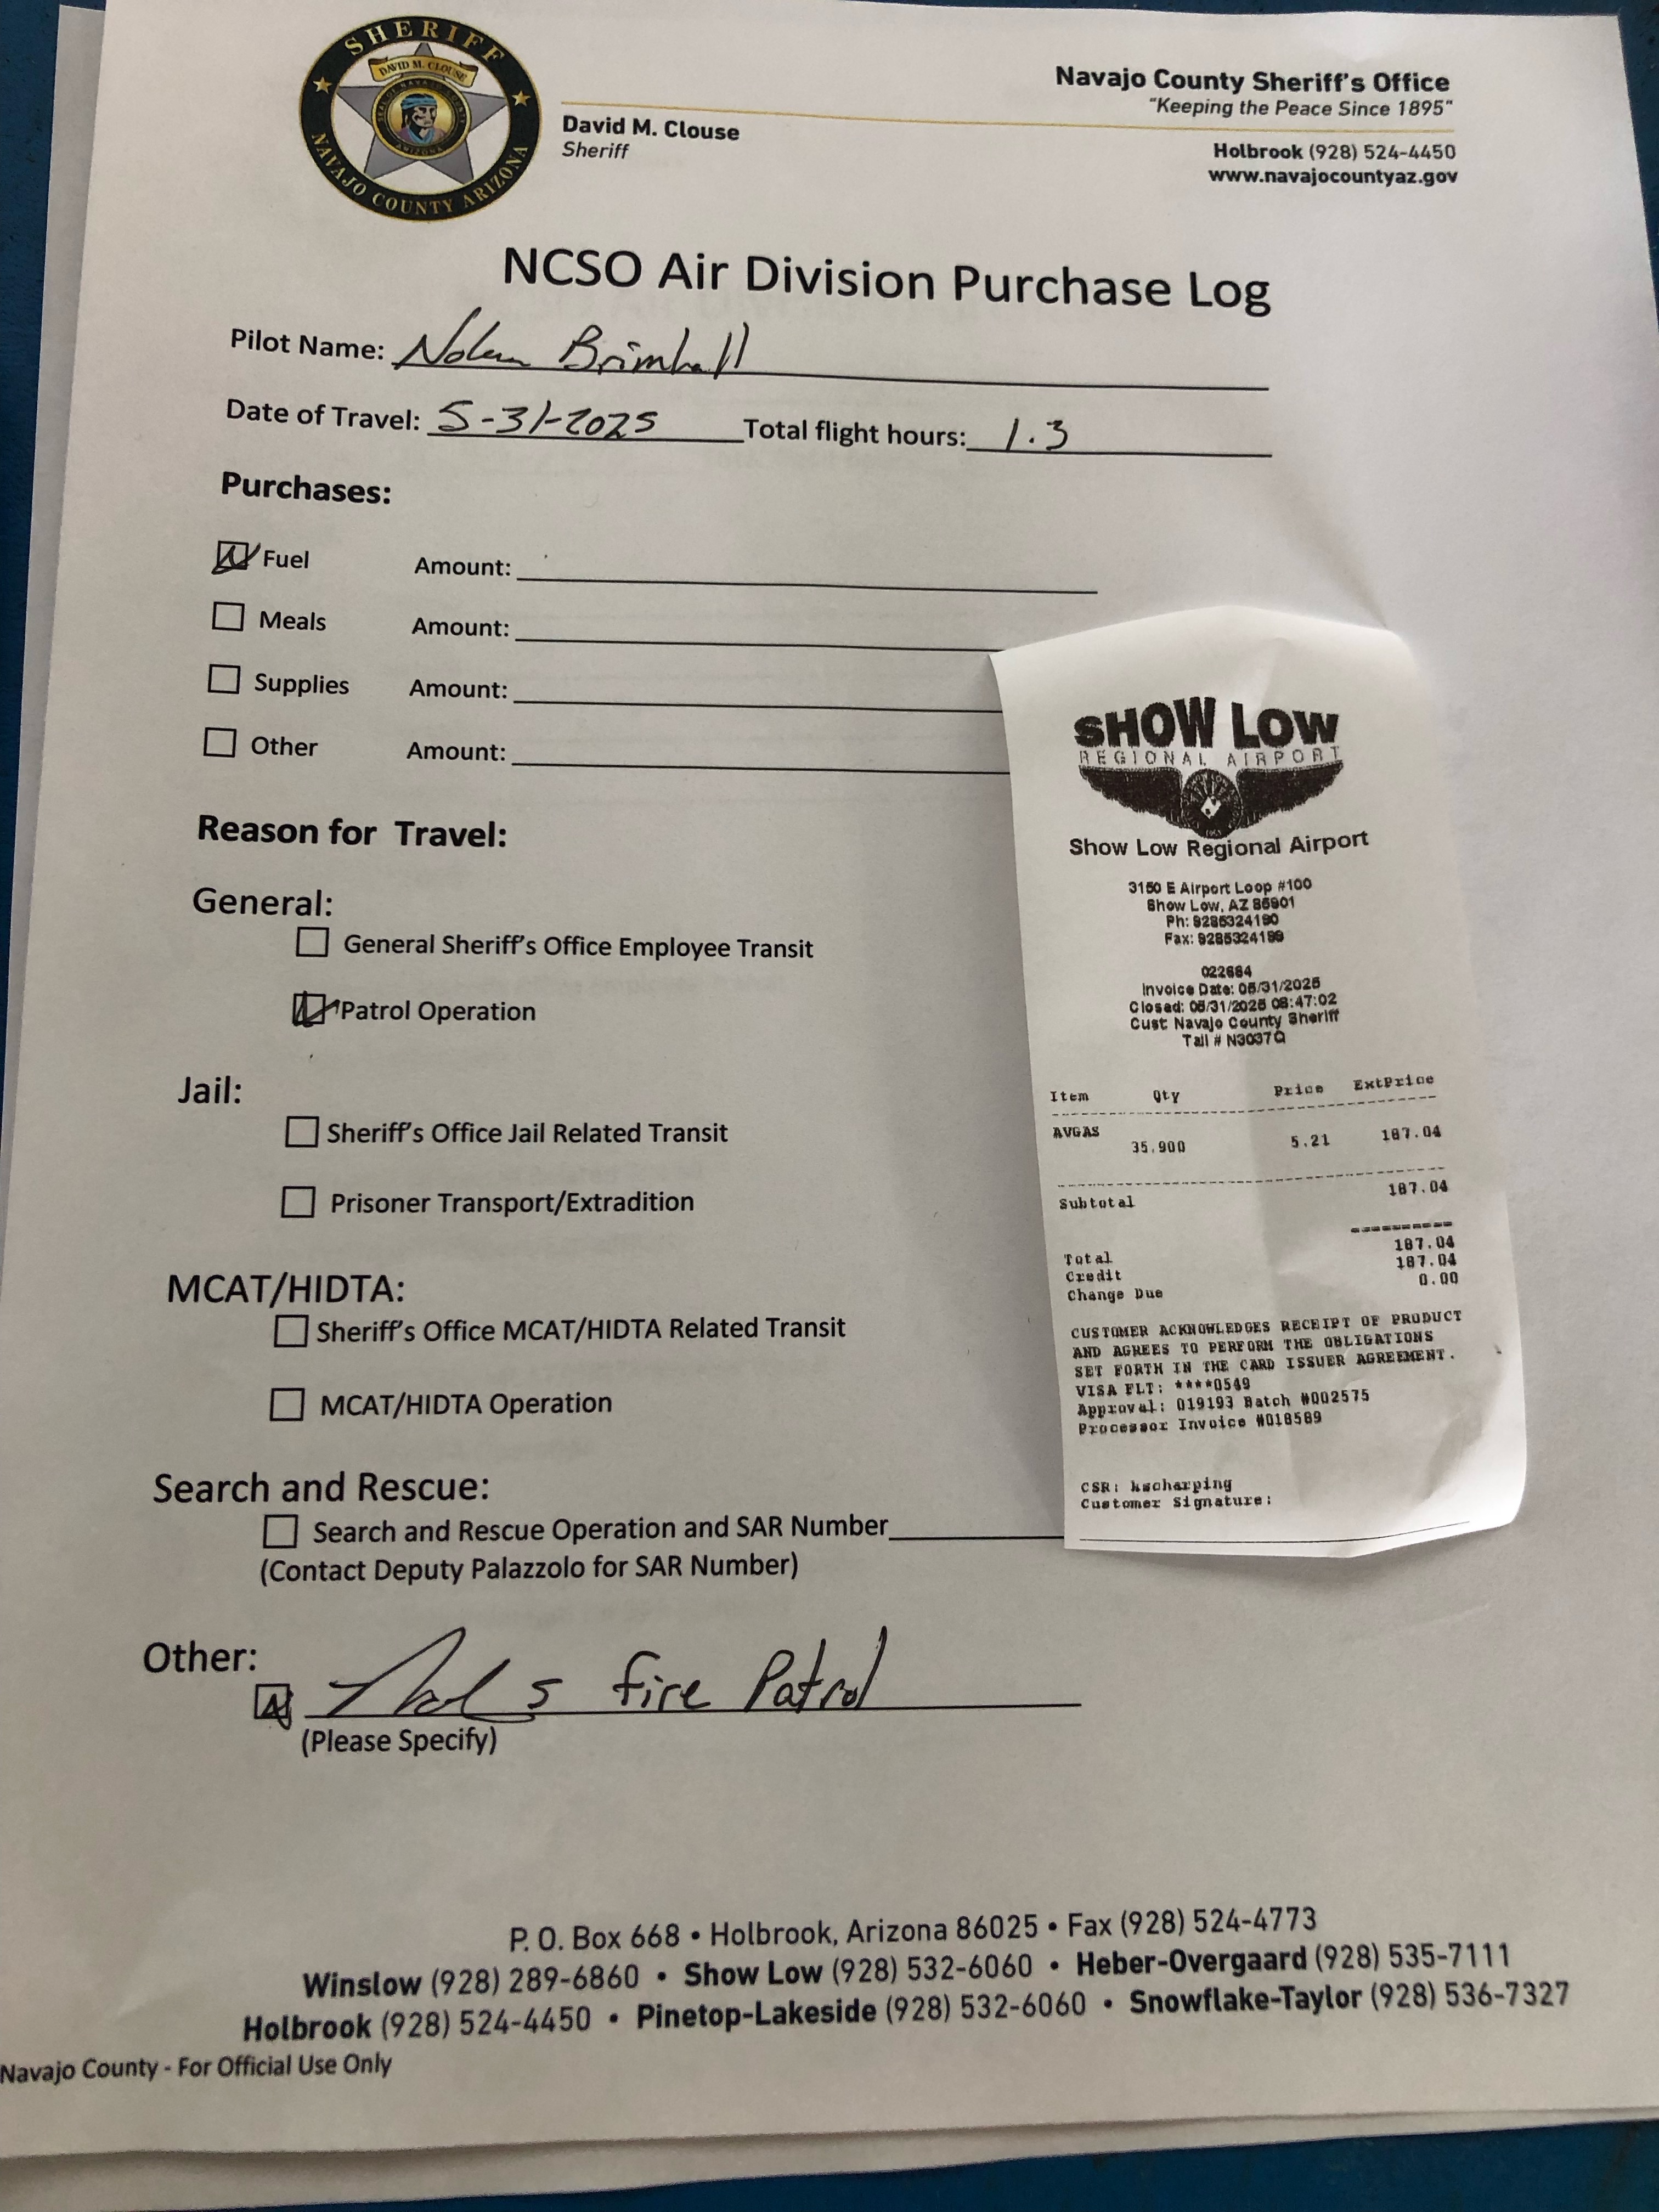 SHERIFF
DAVID M. CLOUSE
ARIZONA
NAVAJO COUNTY ARIZONA
David M. Clouse
Sheriff
Navajo County Sheriff's Office
"Keeping the Peace Since 1895"
Holbrook (928) 524-4450
www.navajocountyaz.gov
NCSO Air Division Purchase Log
Pilot Name: Nolan Brimhall
Date of Travel: 5-31-2025 Total flight hours: 1.3
Purchases:
Fuel Amount:
Meals Amount:
Supplies Amount:
Other Amount:
Reason for Travel:
General:
General Sheriff's Office Employee Transit
Patrol Operation
Jail:
Sheriff's Office Jail Related Transit
Prisoner Transport/Extradition
MCAT/HIDTA:
Sheriff's Office MCAT/HIDTA Related Transit
MCAT/HIDTA Operation
Search and Rescue:
Search and Rescue Operation and SAR Number
(Contact Deputy Palazzolo for SAR Number)
Other:
fire Patrol
(Please Specify)
SHOW LOW
REGIONAL AIRPORT
Show Low Regional Airport
3150 E Airport Loop #100
Show Low, AZ 85901
Ph: 9285324190
Fax: 9285324199
022684
Invoice Date: 05/31/2025
Closed: 05/31/2025 08:47:02
Cust: Navajo County Sheriff
Tail # N3037Q
Item Qty Price ExtPrice
AVGAS
35.900 5.21 187.04
Subtotal 187.04
Total 187.04
Credit 187.04
Change Due 0.00
CUSTOMER ACKNOWLEDGES RECEIPT OF PRODUCT
AND AGREES TO PERFORM THE OBLIGATIONS
SET FORTH IN THE CARD ISSUER AGREEMENT.
VISA FLT: ****0549
Approval: 019193 Batch #002575
Processor Invoice #018589
CSR: kscharping
Customer Signature:
P. O. Box 668 • Holbrook, Arizona 86025 • Fax (928) 524-4773
Winslow (928) 289-6860 • Show Low (928) 532-6060 • Heber-Overgaard (928) 535-7111
Holbrook (928) 524-4450 • Pinetop-Lakeside (928) 532-6060 • Snowflake-Taylor (928) 536-7327
Navajo County - For Official Use Only